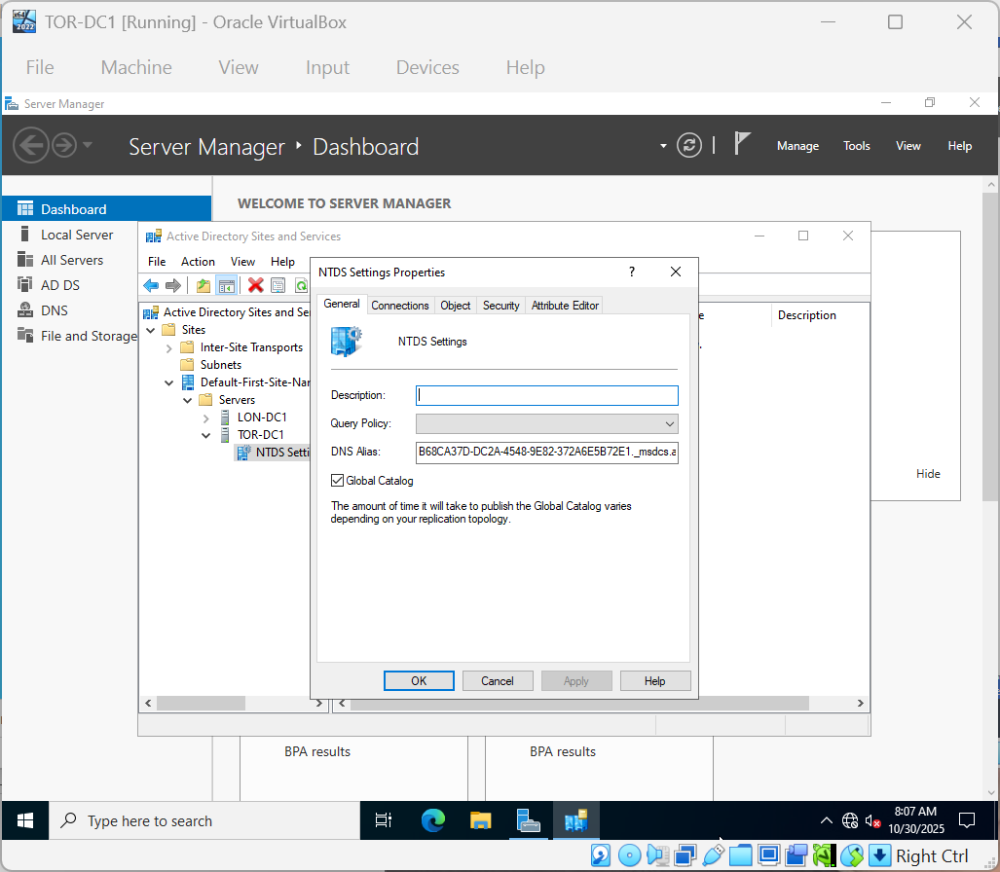 TOR-DC1 [Running] - Oracle VirtualBox
File Machine View Input Devices Help
Server Manager
Server Manager Dashboard
Manage Tools View Help
WELCOME TO SERVER MANAGER
Dashboard
Local Server
All Servers
AD DS
DNS
File and Storage
Active Directory Sites and Services
File Action View Help
Active Directory Sites and Se
Sites
Inter-Site Transports
Subnets
Default-First-Site-Nar
Servers
LON-DC1
TOR-DC1
NTDS Setti
Description
NTDS Settings Properties
General Connections Object Security Attribute Editor
NTDS Settings
Description:
Query Policy:
DNS Alias: B68CA37D-DC2A-4548-9E82-372A6E5B72E1._msdcs.a
Global Catalog
The amount of time it will take to publish the Global Catalog varies
depending on your replication topology.
OK Cancel Apply Help
Hide
BPA results
BPA results
Type here to search
8:07 AM
10/30/2025
Right Ctrl